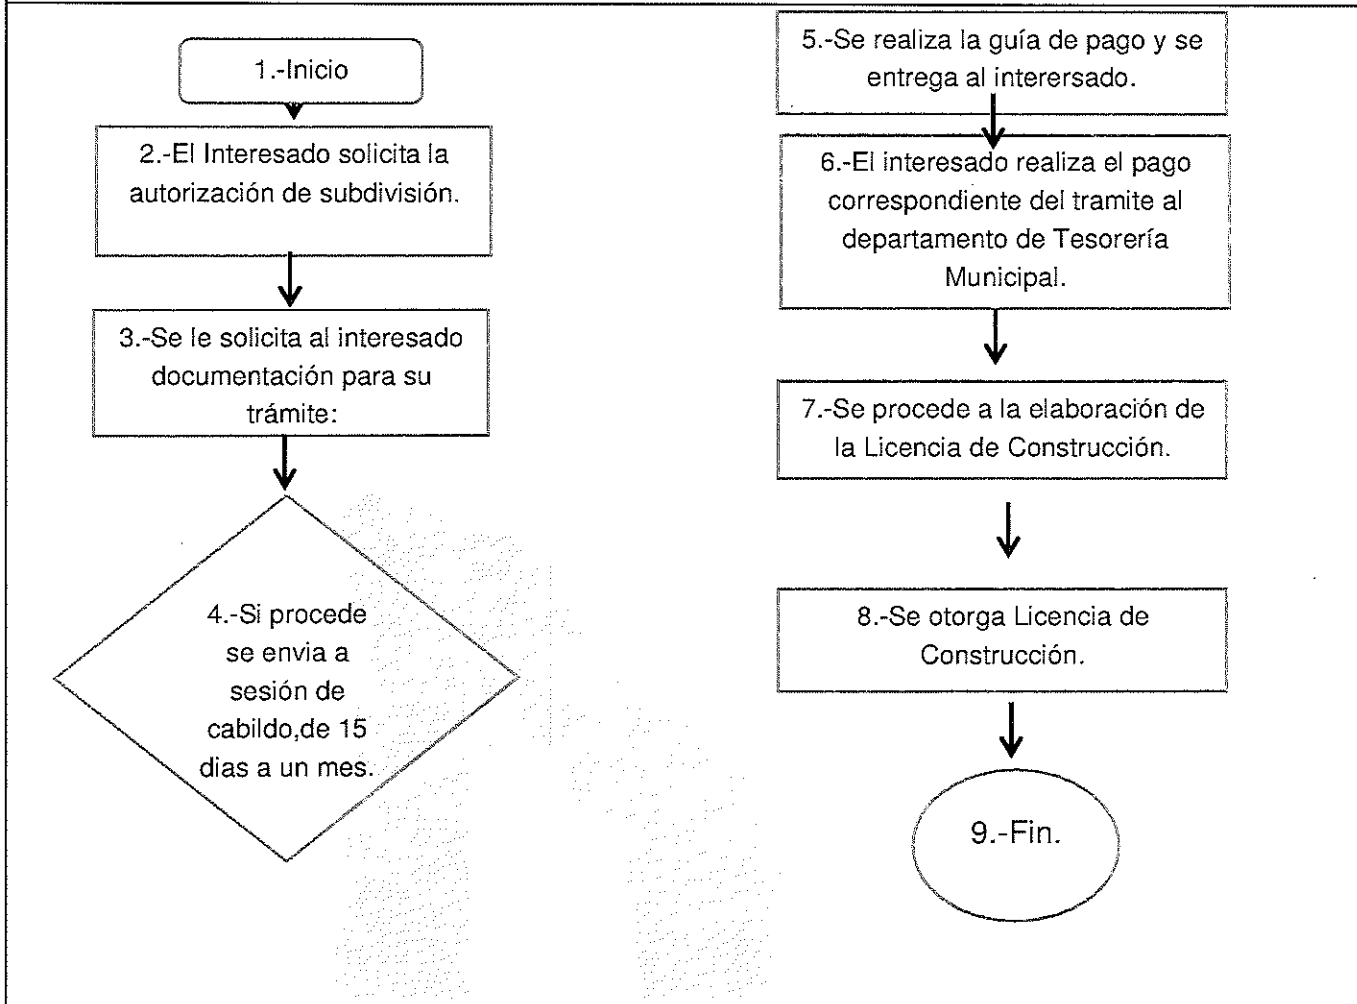 1.-Inicio
2.-El Interesado solicita la
autorización de subdivisión.
3.-Se le solicita al interesado
documentación para su
trámite:
4.-Si procede
se envia a
sesión de
cabildo,de 15
dias a un mes.
5.-Se realiza la guía de pago y se
entrega al interersado.
6.-El interesado realiza el pago
correspondiente del tramite al
departamento de Tesorería
Municipal.
7.-Se procede a la elaboración de
la Licencia de Construcción.
8.-Se otorga Licencia de
Construcción.
9.-Fin.